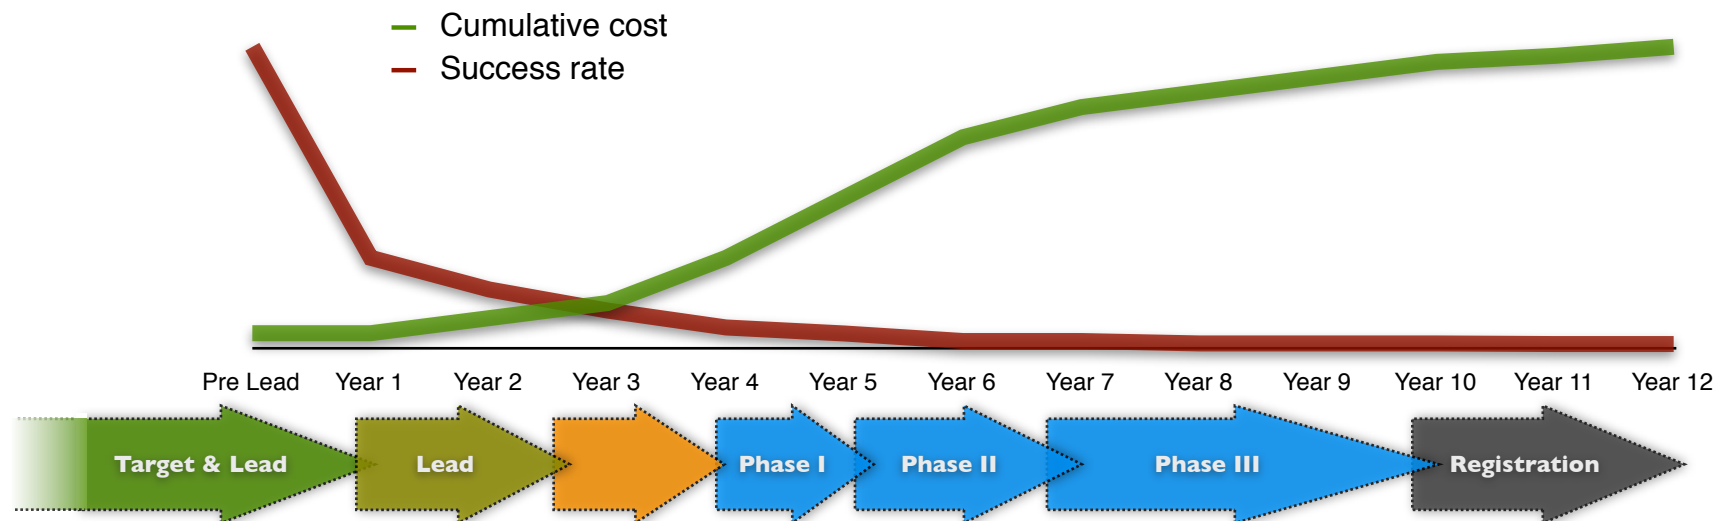 Cumulative cost
Success rate
Pre Lead Year 1 Year 2 Year 3 Year 4 Year 5 Year 6 Year 7 Year 8 Year 9 Year 10 Year 11 Year 12
Target & Lead Lead Phase I Phase II Phase III Registration